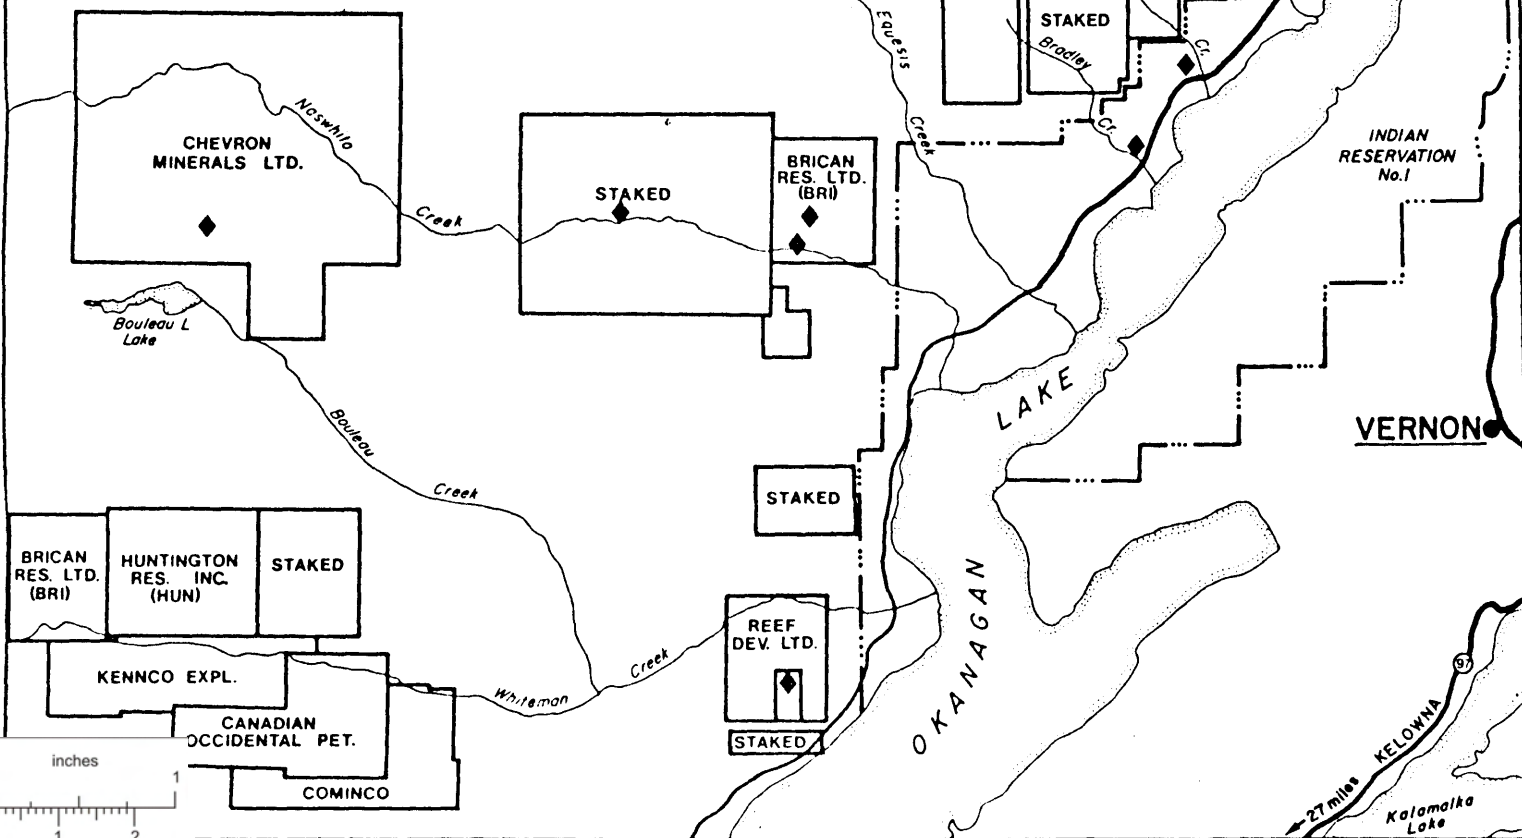 Equesis
Creek
STAKED
Bradley
Cr.
Cr.
INDIAN
RESERVATION
No.1
Naswhito
Creek
CHEVRON
MINERALS LTD.
STAKED
BRICAN
RES. LTD.
(BRI)
Bouleau L
Lake
Bouleau
Creek
LAKE
VERNON
STAKED
BRICAN
RES. LTD.
(BRI)
HUNTINGTON
RES. INC.
(HUN)
STAKED
REEF
DEV. LTD.
OKANAGAN
KENNCO EXPL.
Whiteman
Creek
CANADIAN
OCCIDENTAL PET.
STAKED
COMINCO
97
KELOWNA
27 miles
Kalamalka
Lake
inches
1
1
2